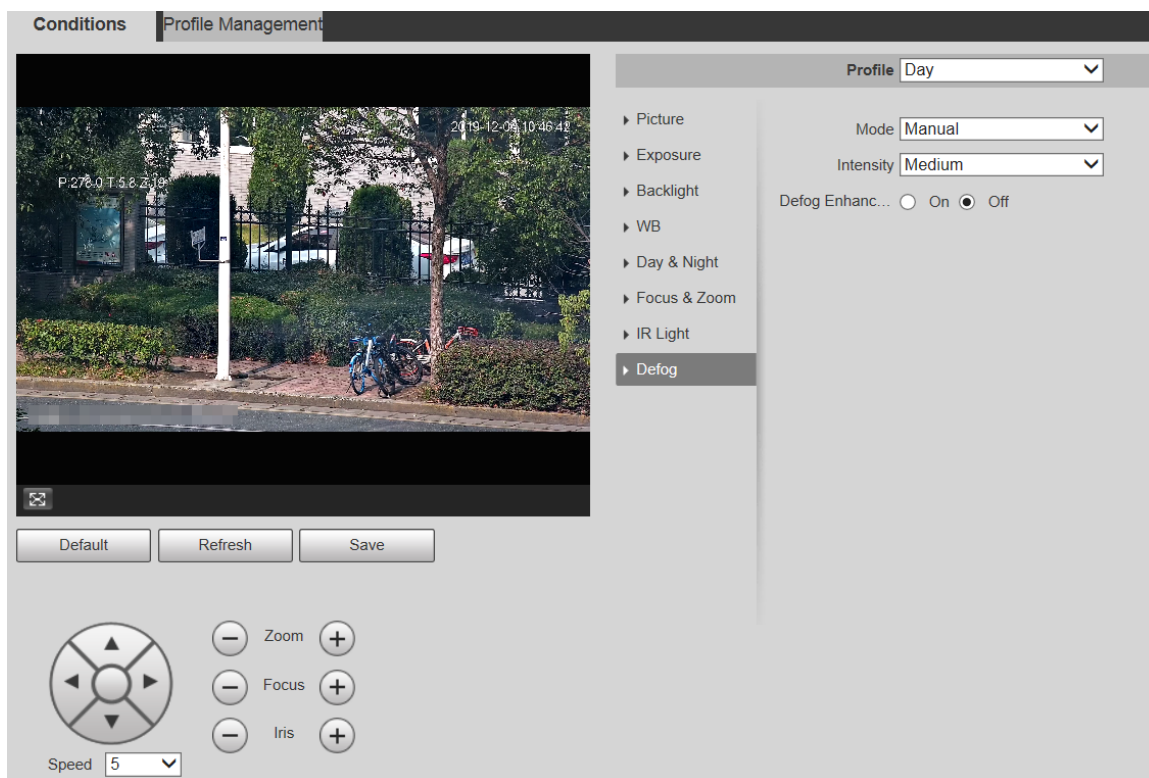 Conditions
Profile Management
Profile Day
2019-12-04 10:46:42
P:278.0 T:5.8 Z:19
Picture
Exposure
Backlight
WB
Day & Night
Focus & Zoom
IR Light
Defog
Mode Manual
Intensity Medium
Defog Enhanc... On Off
Default
Refresh
Save
Zoom
Focus
Iris
Speed 5